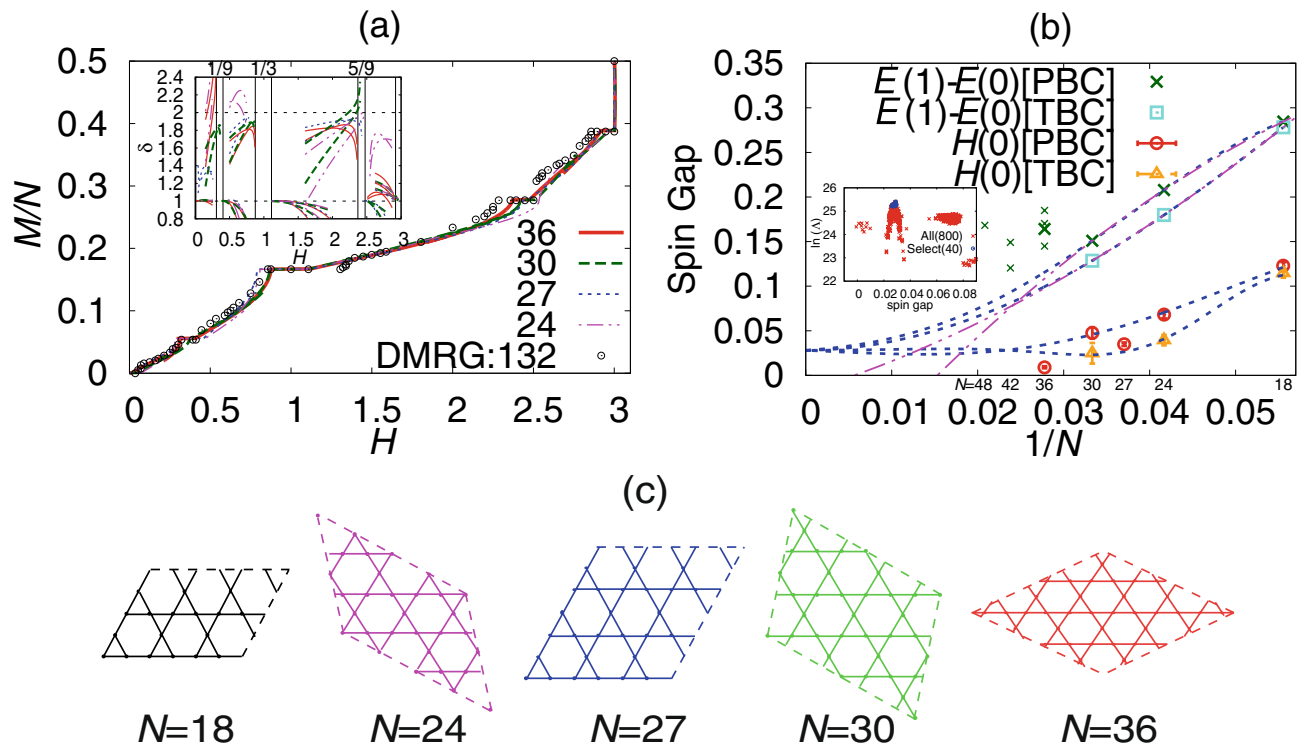 (a)
M/N
0.5
0.4
0.3
0.2
0.1
0
0 0.5 1 1.5 2 2.5 3
H
1/9 1/3 5/9
δ
2.4
2.2
2
1.8
1.6
1.4
1.2
1
0.8
0 0.5 1 1.5 2 2.5 3
H
36
30
27
24
DMRG:132
(b)
Spin Gap
0.35
0.3
0.25
0.2
0.15
0.1
0.05
0
E(1)-E(0)[PBC]
E(1)-E(0)[TBC]
H(0)[PBC]
H(0)[TBC]
ln (Λ)
26
25
24
23
22
All(800)
Select(40)
0 0.02 0.04 0.06 0.08
spin gap
N=48 42 36 30 27 24 18
0 0.01 0.02 0.03 0.04 0.05
1/N
(c)
N=18 N=24 N=27 N=30 N=36